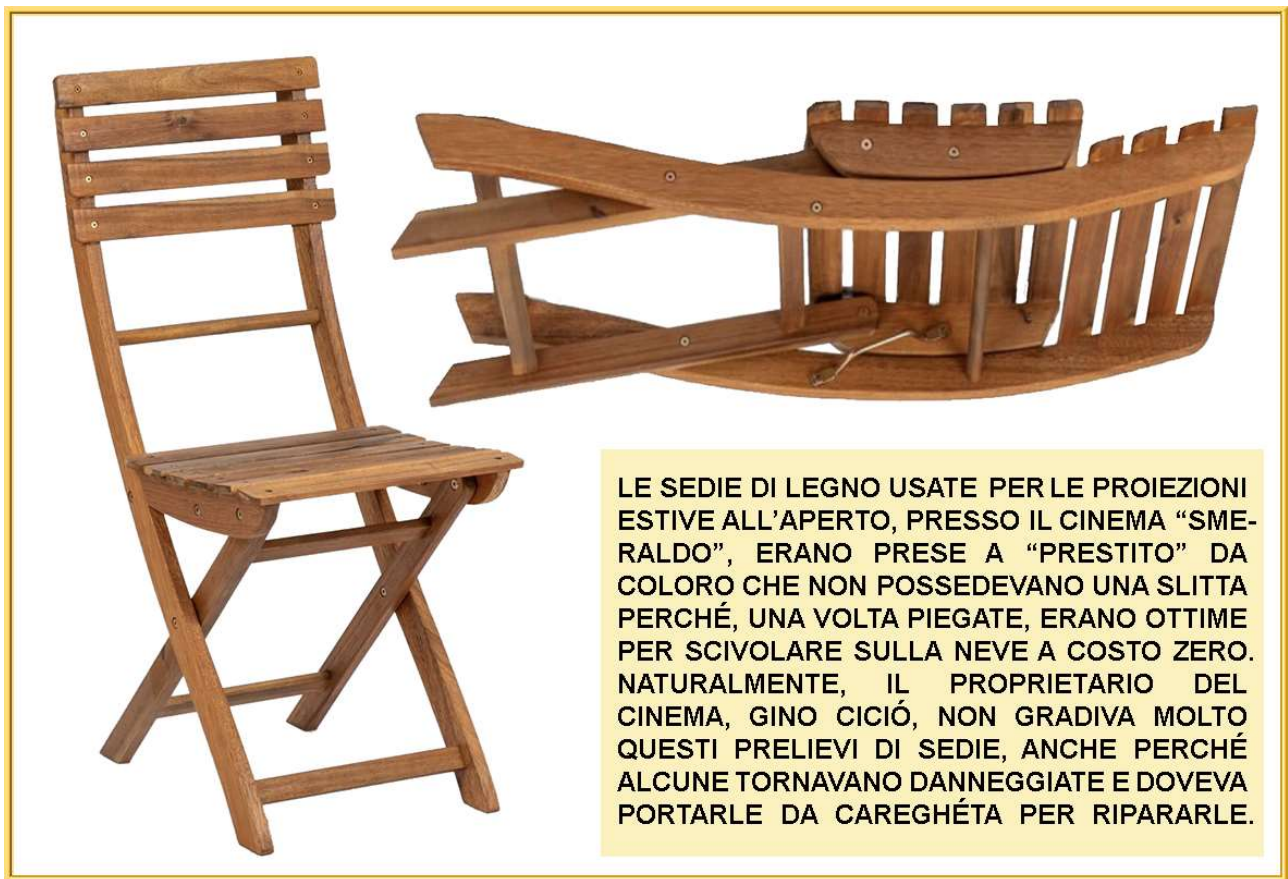 LE SEDIE DI LEGNO USATE PER LE PROIEZIONI
ESTIVE ALL’APERTO, PRESSO IL CINEMA “SME-
RALDO”, ERANO PRESE A “PRESTITO” DA
COLORO CHE NON POSSEDEVANO UNA SLITTA
PERCHÉ, UNA VOLTA PIEGATE, ERANO OTTIME
PER SCIVOLARE SULLA NEVE A COSTO ZERO.
NATURALMENTE, IL PROPRIETARIO DEL
CINEMA, GINO CICIÓ, NON GRADIVA MOLTO
QUESTI PRELIEVI DI SEDIE, ANCHE PERCHÉ
ALCUNE TORNAVANO DANNEGGIATE E DOVEVA
PORTARLE DA CAREGHÉTA PER RIPARARLE.